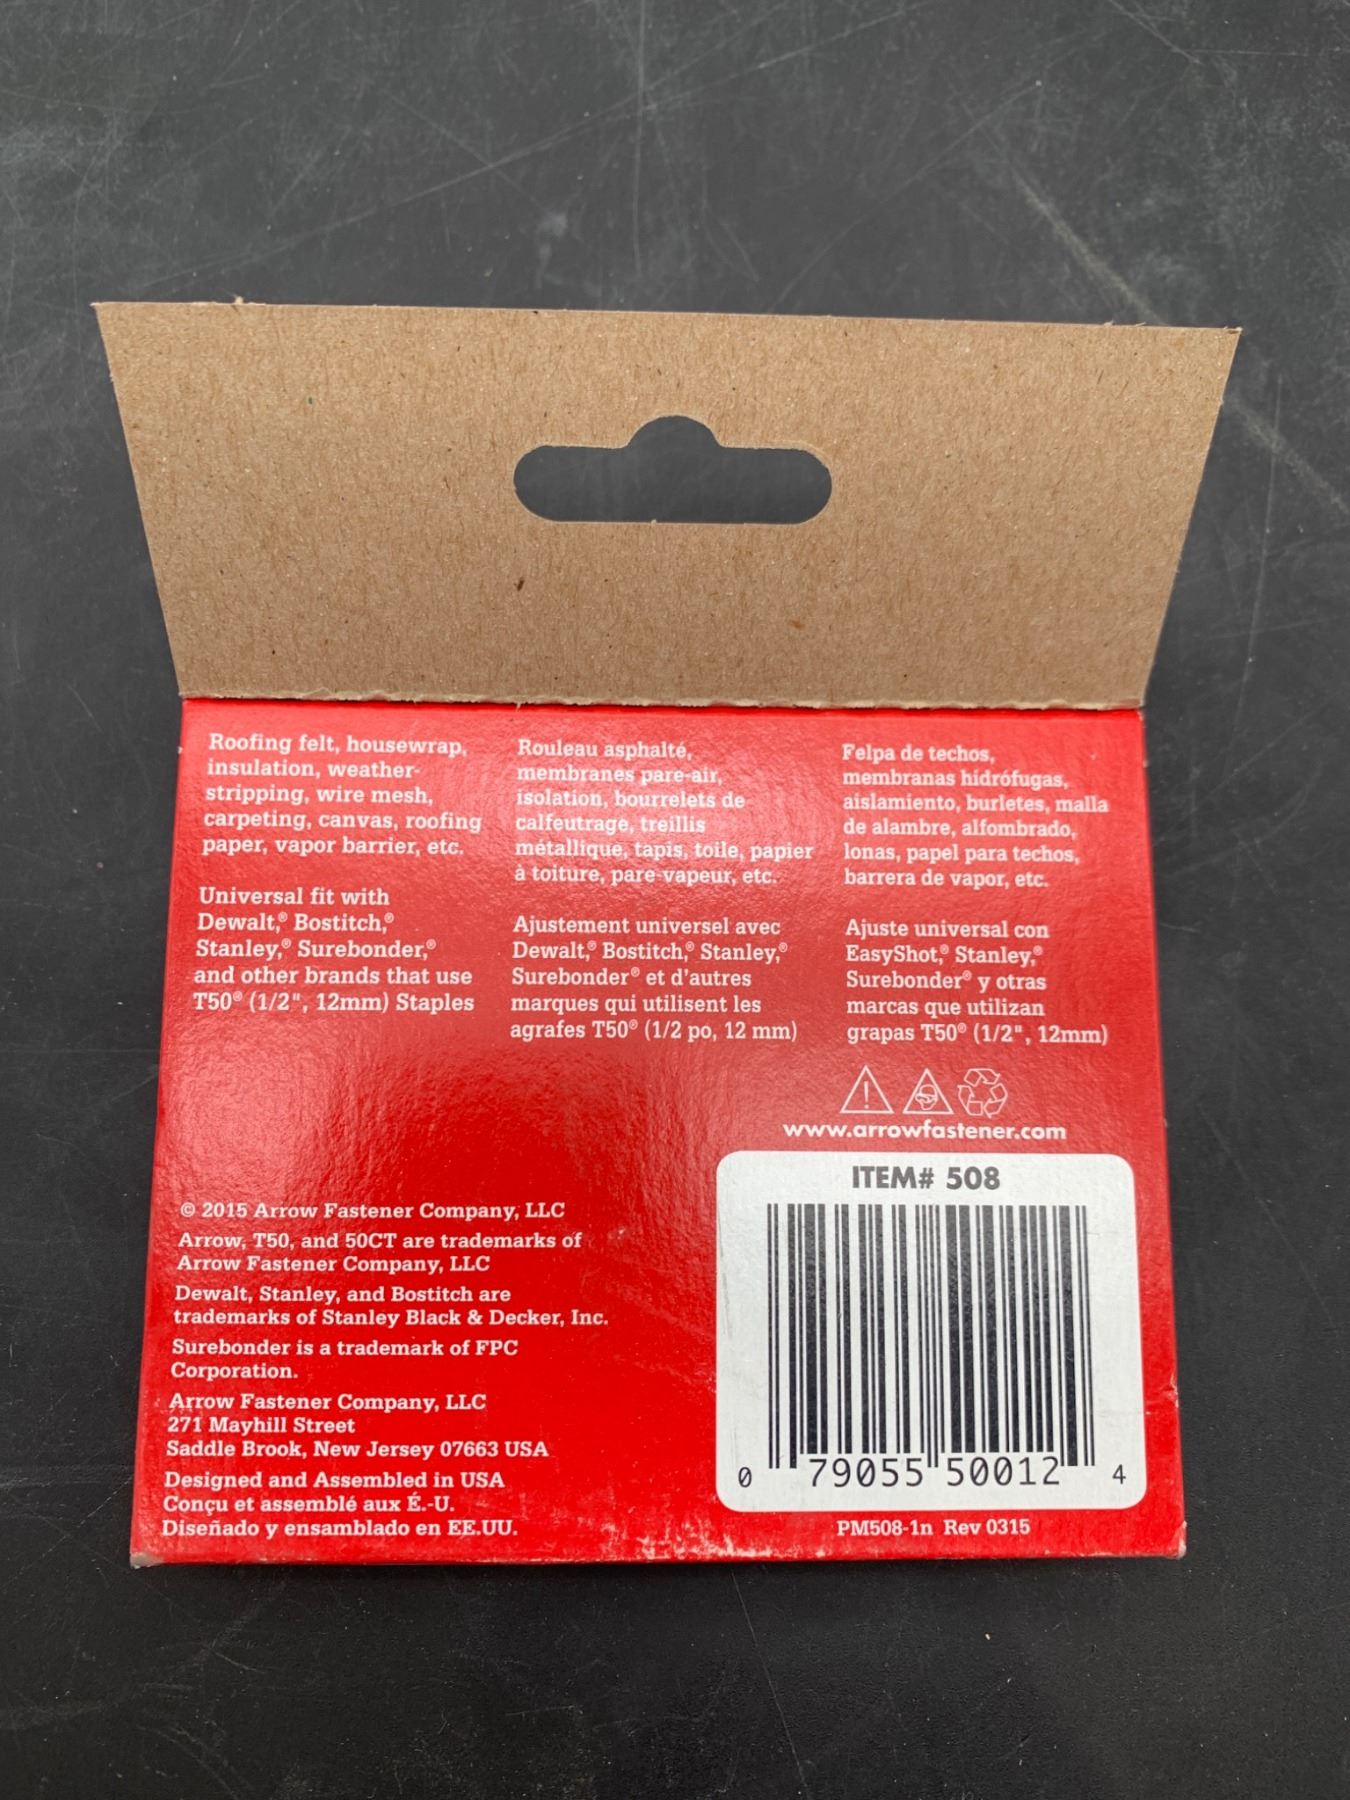 Roofing felt, housewrap,
insulation, weather-
stripping, wire mesh,
carpeting, canvas, roofing
paper, vapor barrier, etc.
Universal fit with
Dewalt,® Bostitch,®
Stanley,® Surebonder,®
and other brands that use
T50® (1/2", 12mm) Staples
Rouleau asphalté,
membranes pare-air,
isolation, bourrelets de
calfeutrage, treillis
métallique, tapis, toile, papier
à toiture, pare-vapeur, etc.
Ajustement universel avec
Dewalt,® Bostitch,® Stanley,®
Surebonder® et d'autres
marques qui utilisent les
agrafes T50® (1/2 po, 12 mm)
Felpa de techos,
membranas hidrófugas,
aislamiento, burletes, malla
de alambre, alfombrado,
lonas, papel para techos,
barrera de vapor, etc.
Ajuste universal con
EasyShot,® Stanley,®
Surebonder® y otras
marcas que utilizan
grapas T50® (1/2", 12mm)
www.arrowfastener.com
ITEM# 508
0 79055 50012 4
PM508-1n Rev 0315
© 2015 Arrow Fastener Company, LLC
Arrow, T50, and 50CT are trademarks of
Arrow Fastener Company, LLC
Dewalt, Stanley, and Bostitch are
trademarks of Stanley Black & Decker, Inc.
Surebonder is a trademark of FPC
Corporation.
Arrow Fastener Company, LLC
271 Mayhill Street
Saddle Brook, New Jersey 07663 USA
Designed and Assembled in USA
Conçu et assemblé aux É.-U.
Diseñado y ensamblado en EE.UU.